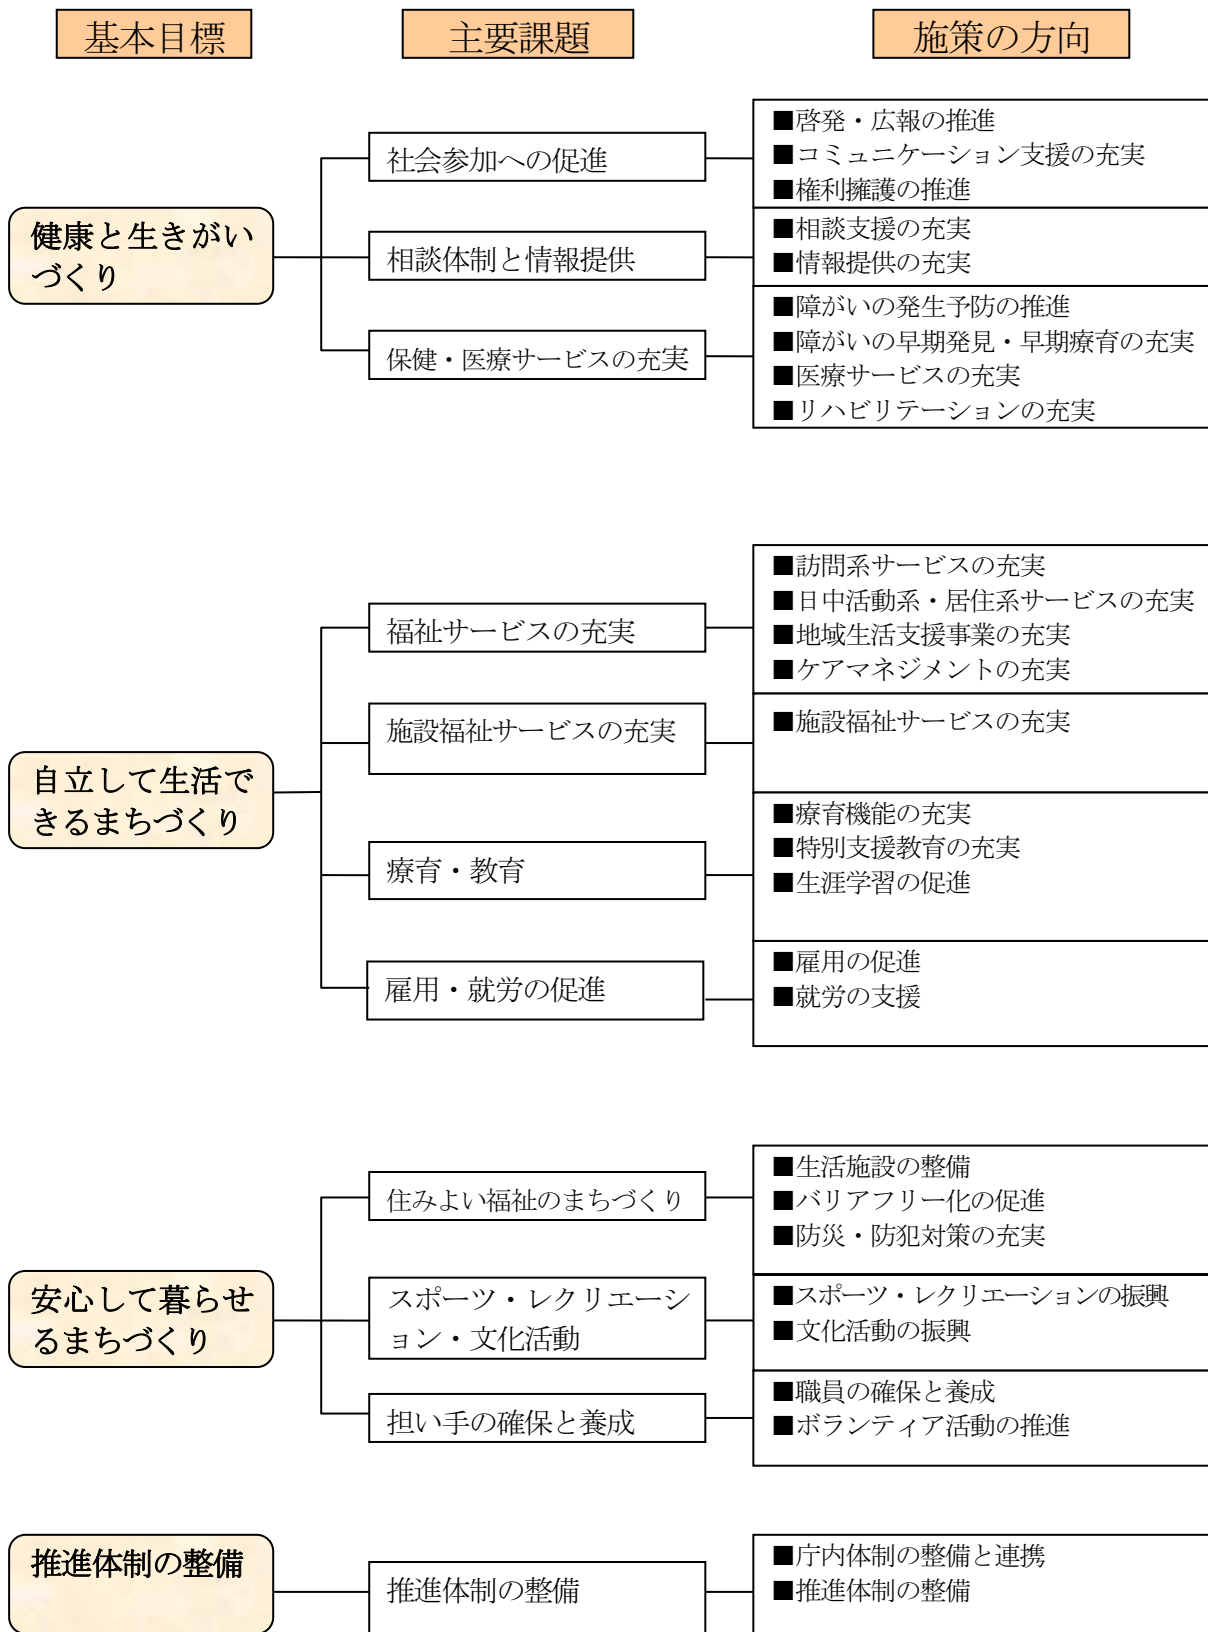 基本目標
主要課題
施策の方向
健康と生きがい
づくり
社会参加への促進
■啓発・広報の推進
■コミュニケーション支援の充実
■権利擁護の推進
相談体制と情報提供
■相談支援の充実
■情報提供の充実
保健・医療サービスの充実
■障がいの発生予防の推進
■障がいの早期発見・早期療育の充実
■医療サービスの充実
■リハビリテーションの充実
自立して生活で
きるまちづくり
福祉サービスの充実
■訪問系サービスの充実
■日中活動系・居住系サービスの充実
■地域生活支援事業の充実
■ケアマネジメントの充実
施設福祉サービスの充実
■施設福祉サービスの充実
療育・教育
■療育機能の充実
■特別支援教育の充実
■生涯学習の促進
雇用・就労の促進
■雇用の促進
■就労の支援
安心して暮らせ
るまちづくり
住みよい福祉のまちづくり
■生活施設の整備
■バリアフリー化の促進
■防災・防犯対策の充実
スポーツ・レクリエーシ
ョン・文化活動
■スポーツ・レクリエーションの振興
■文化活動の振興
担い手の確保と養成
■職員の確保と養成
■ボランティア活動の推進
推進体制の整備
推進体制の整備
■庁内体制の整備と連携
■推進体制の整備